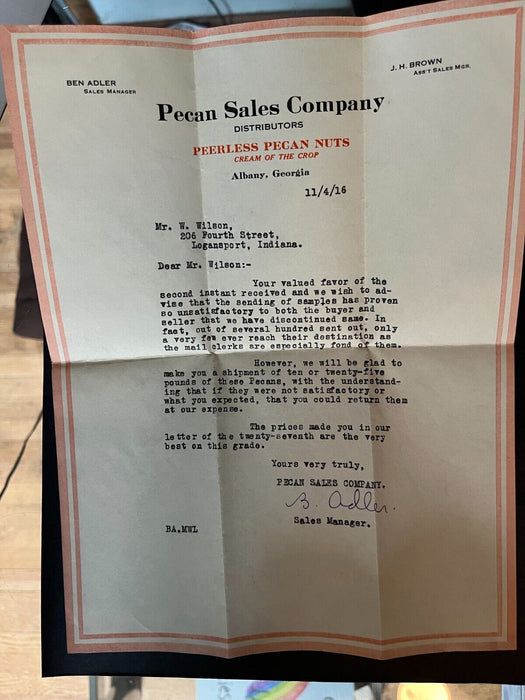 BEN ADLER
SALES MANAGER
J. H. BROWN
ASS'T SALES MGR.
Pecan Sales Company
DISTRIBUTORS
PEERLESS PECAN NUTS
CREAM OF THE CROP
Albany, Georgia
11/4/16
Mr. W. Wilson,
206 Fourth Street,
Logansport, Indiana.
Dear Mr. Wilson:-
Your valued favor of the
second instant received and we wish to ad-
vise that the sending of samples has proven
so unsatisfactory to both the buyer and
seller that we have discontinued same. In
fact, out of several hundred sent out, only
a very few ever reach their destination as
the mail clerks are especially fond of them.
However, we will be glad to
make you a shipment of ten or twenty-five
pounds of these Pecans, with the understand-
ing that if they were not satisfactory or
what you expected, that you could return them
at our expense.
The prices made you in our
letter of the twenty-seventh are the very
best on this grade.
Yours very truly,
PECAN SALES COMPANY.
B. Adler.
Sales Manager.
BA.MWL